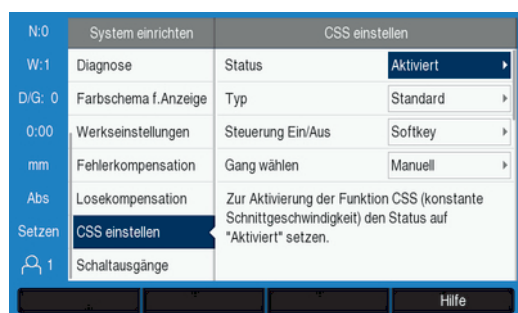 N:0
System einrichten
CSS einstellen
W:1
Diagnose
Status
Aktiviert
D/G: 0
Farbschema f.Anzeige
Typ
Standard
0:00
Werkseinstellungen
Steuerung Ein/Aus
Softkey
mm
Fehlerkompensation
Gang wählen
Manuell
Abs
Losekompensation
Zur Aktivierung der Funktion CSS (konstante
Schnittgeschwindigkeit) den Status auf
"Aktiviert" setzen.
Setzen
CSS einstellen
1
Schaltausgänge
Hilfe